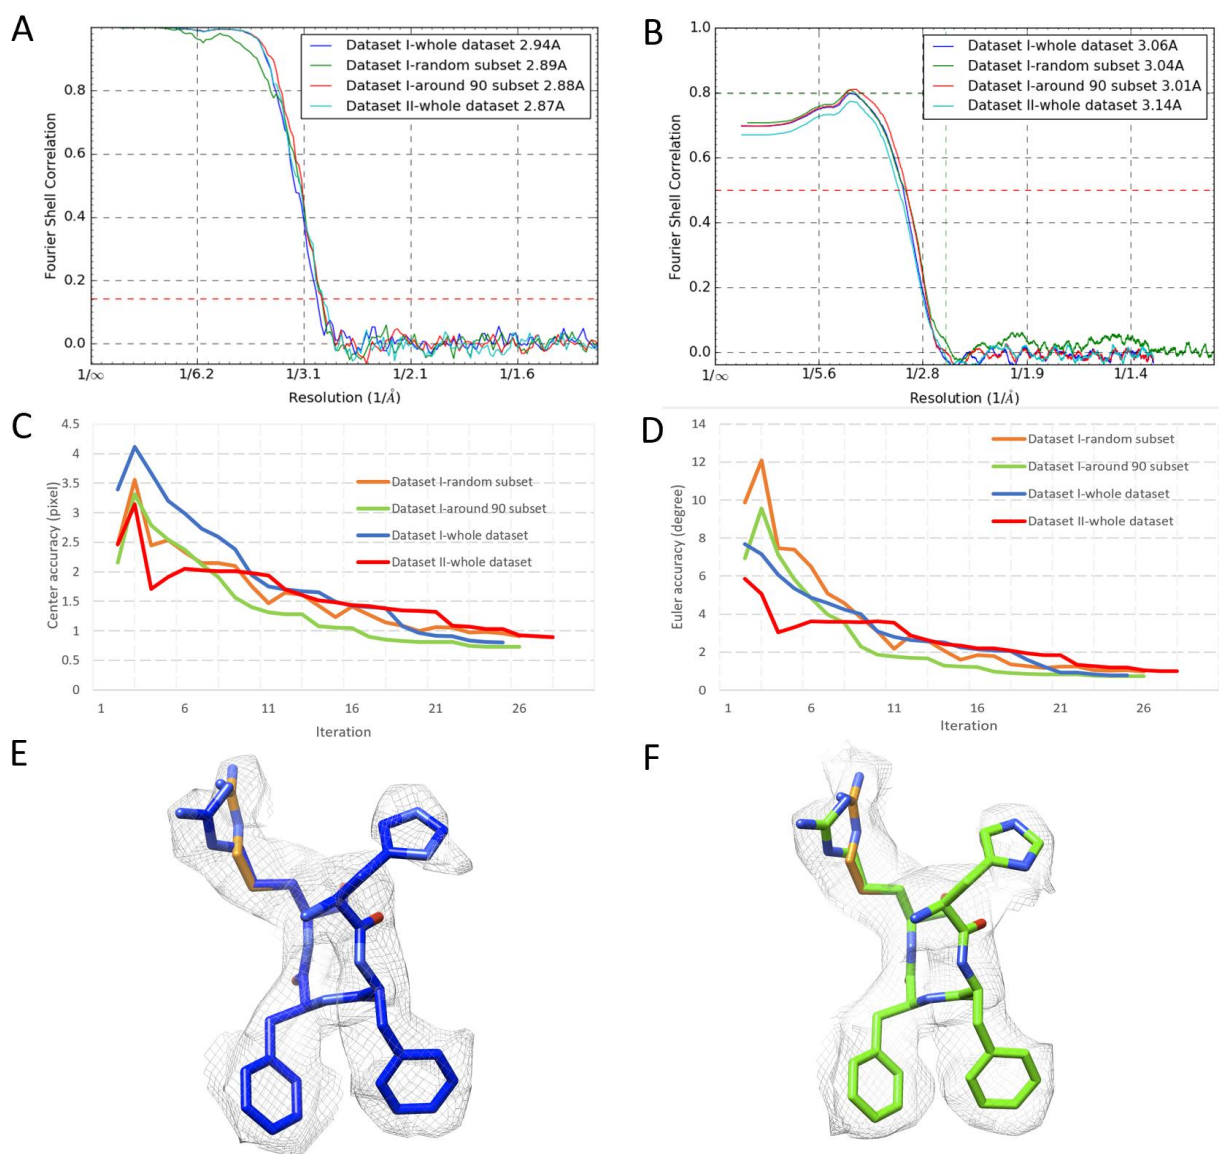 A
Dataset I-whole dataset 2.94A
Dataset I-random subset 2.89A
Dataset I-around 90 subset 2.88A
Dataset II-whole dataset 2.87A
Fourier Shell Correlation
0.8
0.6
0.4
0.2
0.0
1/∞ 1/6.2 1/3.1 1/2.1 1/1.6
Resolution (1/Å)
B
Dataset I-whole dataset 3.06A
Dataset I-random subset 3.04A
Dataset I-around 90 subset 3.01A
Dataset II-whole dataset 3.14A
Fourier Shell Correlation
1.0
0.8
0.6
0.4
0.2
0.0
1/∞ 1/5.6 1/2.8 1/1.9 1/1.4
Resolution (1/Å)
C
Center accuracy (pixel)
4.5
4
3.5
3
2.5
2
1.5
1
0.5
0
Dataset I-random subset
Dataset I-around 90 subset
Dataset I-whole dataset
Dataset II-whole dataset
1 6 11 16 21 26
Iteration
D
Euler accuracy (degree)
14
12
10
8
6
4
2
0
Dataset I-random subset
Dataset I-around 90 subset
Dataset I-whole dataset
Dataset II-whole dataset
1 6 11 16 21 26
Iteration
E
F